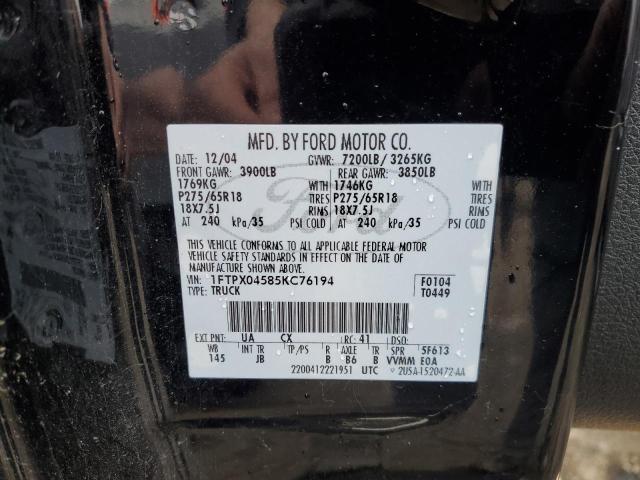 MFD. BY FORD MOTOR CO.
DATE: 12/04 GVWR: 7200LB/ 3265KG
FRONT GAWR: 3900LB REAR GAWR: 3850LB
1769KG WITH 1746KG WITH
P275/65R18 TIRES P275/65R18 TIRES
18X7.5J RIMS 18X7.5J RIMS
AT 240 kPa/35 PSI COLD AT 240 kPa/35 PSI COLD
Ford
THIS VEHICLE CONFORMS TO ALL APPLICABLE FEDERAL MOTOR
VEHICLE SAFETY STANDARDS IN EFFECT ON THE DATE OF
MANUFACTURE SHOWN ABOVE.
VIN: 1FTPX04585KC76194 F0104
TYPE: TRUCK T0449
EXT PNT: UA CX RC: 41 DSO:
WB INT TR TP/PS R AXLE TR SPR 5F613
145 JB B B6 B VVMM E0A
2200412221951 UTC 2U5A-1520472-AA